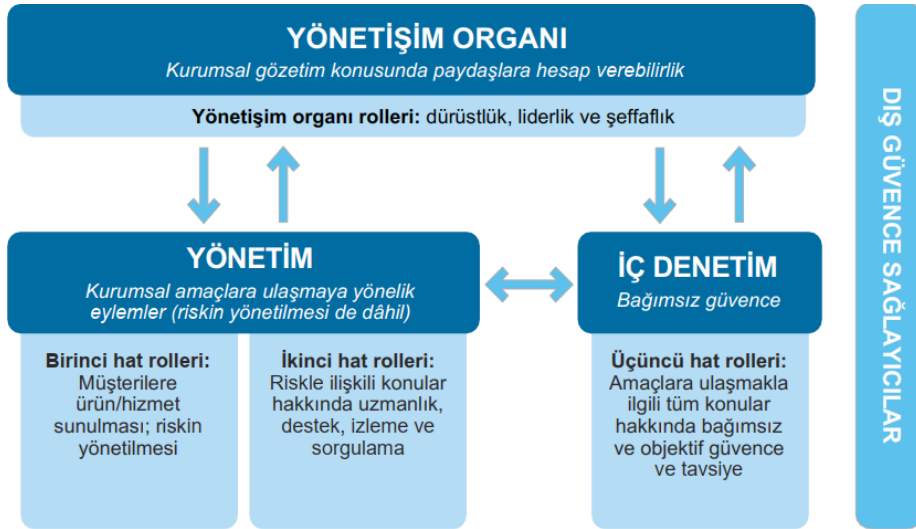 YÖNETİŞİM ORGANI
Kurumsal gözetim konusunda paydaşlara hesap verebilirlik
Yönetişim organı rolleri: dürüstlük, liderlik ve şeffaflık
YÖNETİM
Kurumsal amaçlara ulaşmaya yönelik
eylemler (riskin yönetilmesi de dâhil)
Birinci hat rolleri:
Müşterilere
ürün/hizmet
sunulması; riskin
yönetilmesi
İkinci hat rolleri:
Riskle ilişkili konular
hakkında uzmanlık,
destek, izleme ve
sorgulama
İÇ DENETİM
Bağımsız güvence
Üçüncü hat rolleri:
Amaçlara ulaşmakla
ilgili tüm konular
hakkında bağımsız
ve objektif güvence
ve tavsiye
DIŞ GÜVENCE SAĞLAYICILAR